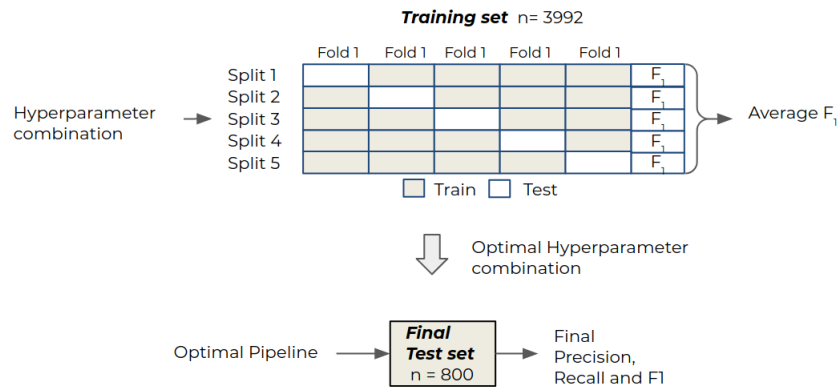 Training set n= 3992
Fold 1 Fold 1 Fold 1 Fold 1 Fold 1
Split 1 F1
Split 2 F1
Hyperparameter
combination
Split 3 F1
Average F1
Split 4 F1
Split 5 F1
Train Test
Optimal Hyperparameter
combination
Optimal Pipeline
Final
Test set
n = 800
Final
Precision,
Recall and F1